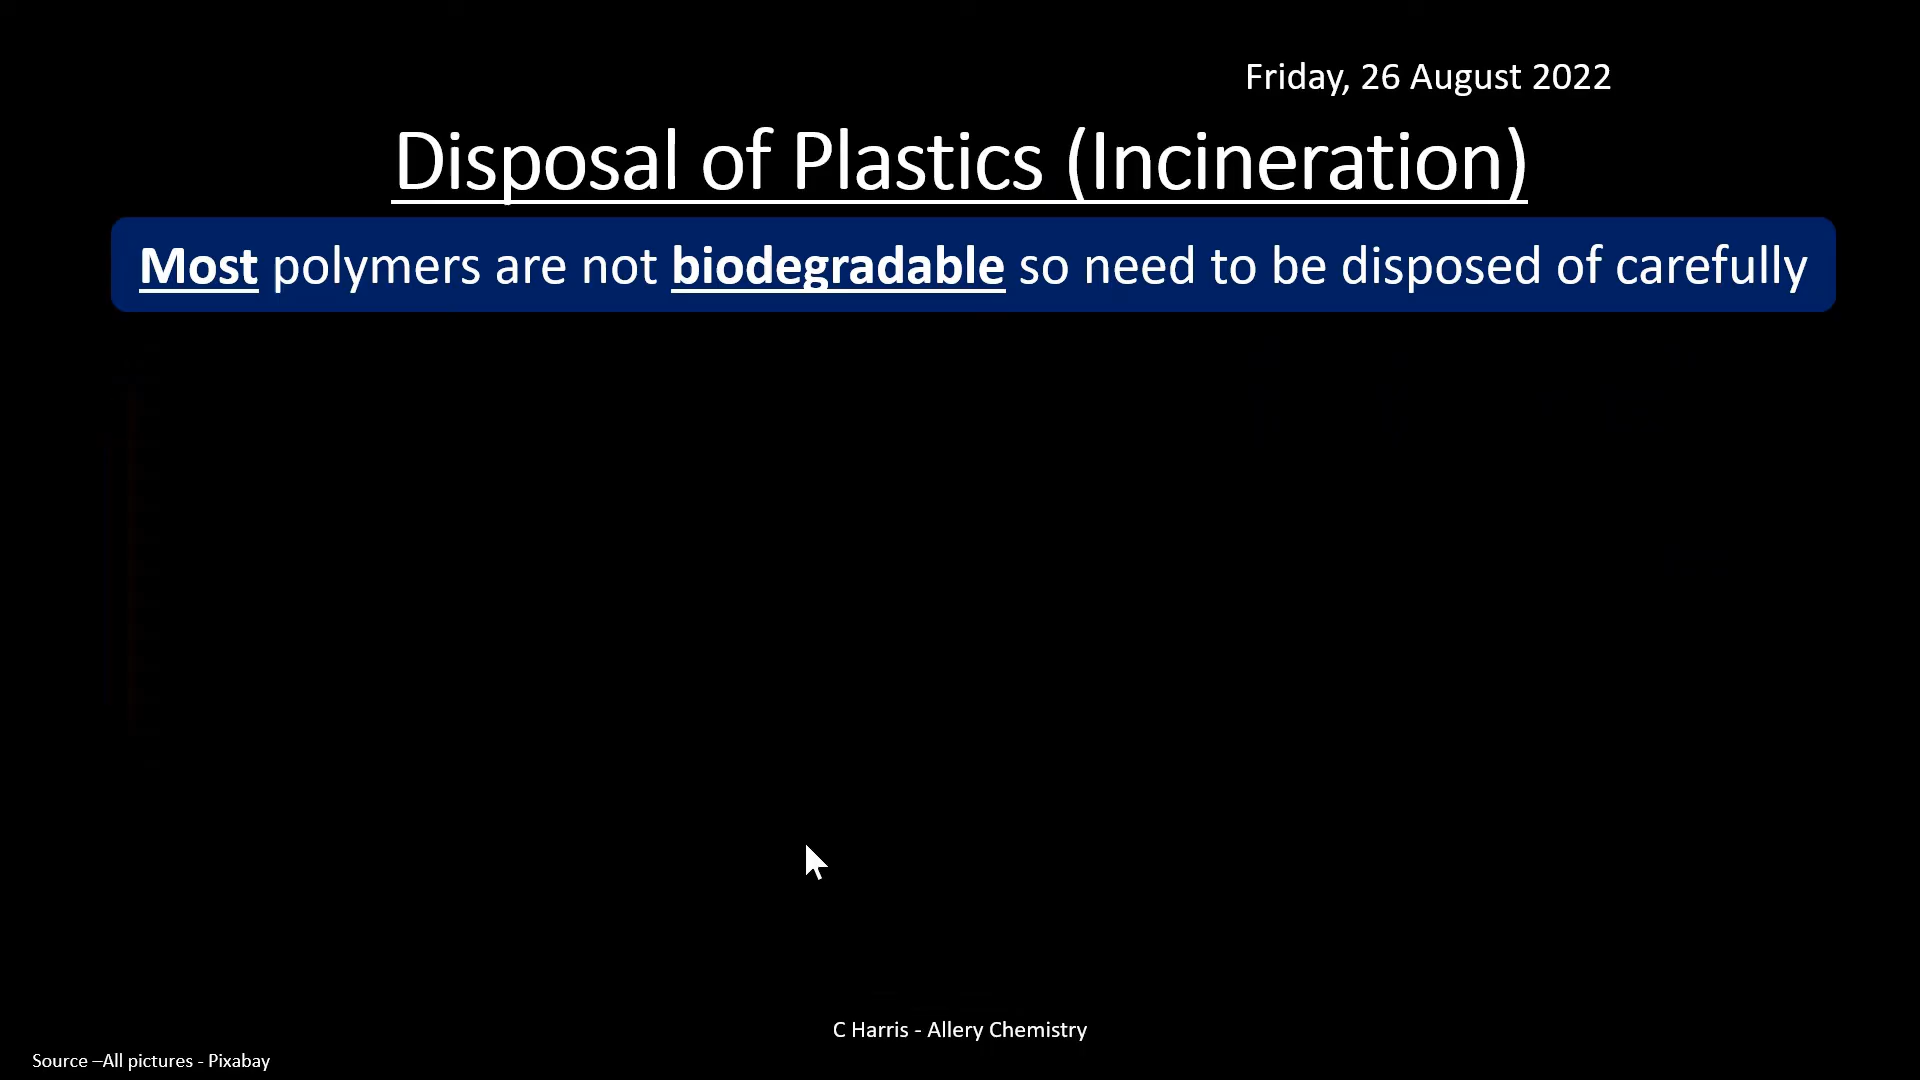 Friday, 26 August 2022
Disposal of Plastics (Incineration)
Most polymers are not biodegradable so need to be disposed of carefully
C Harris - Allery Chemistry
Source –All pictures - Pixabay